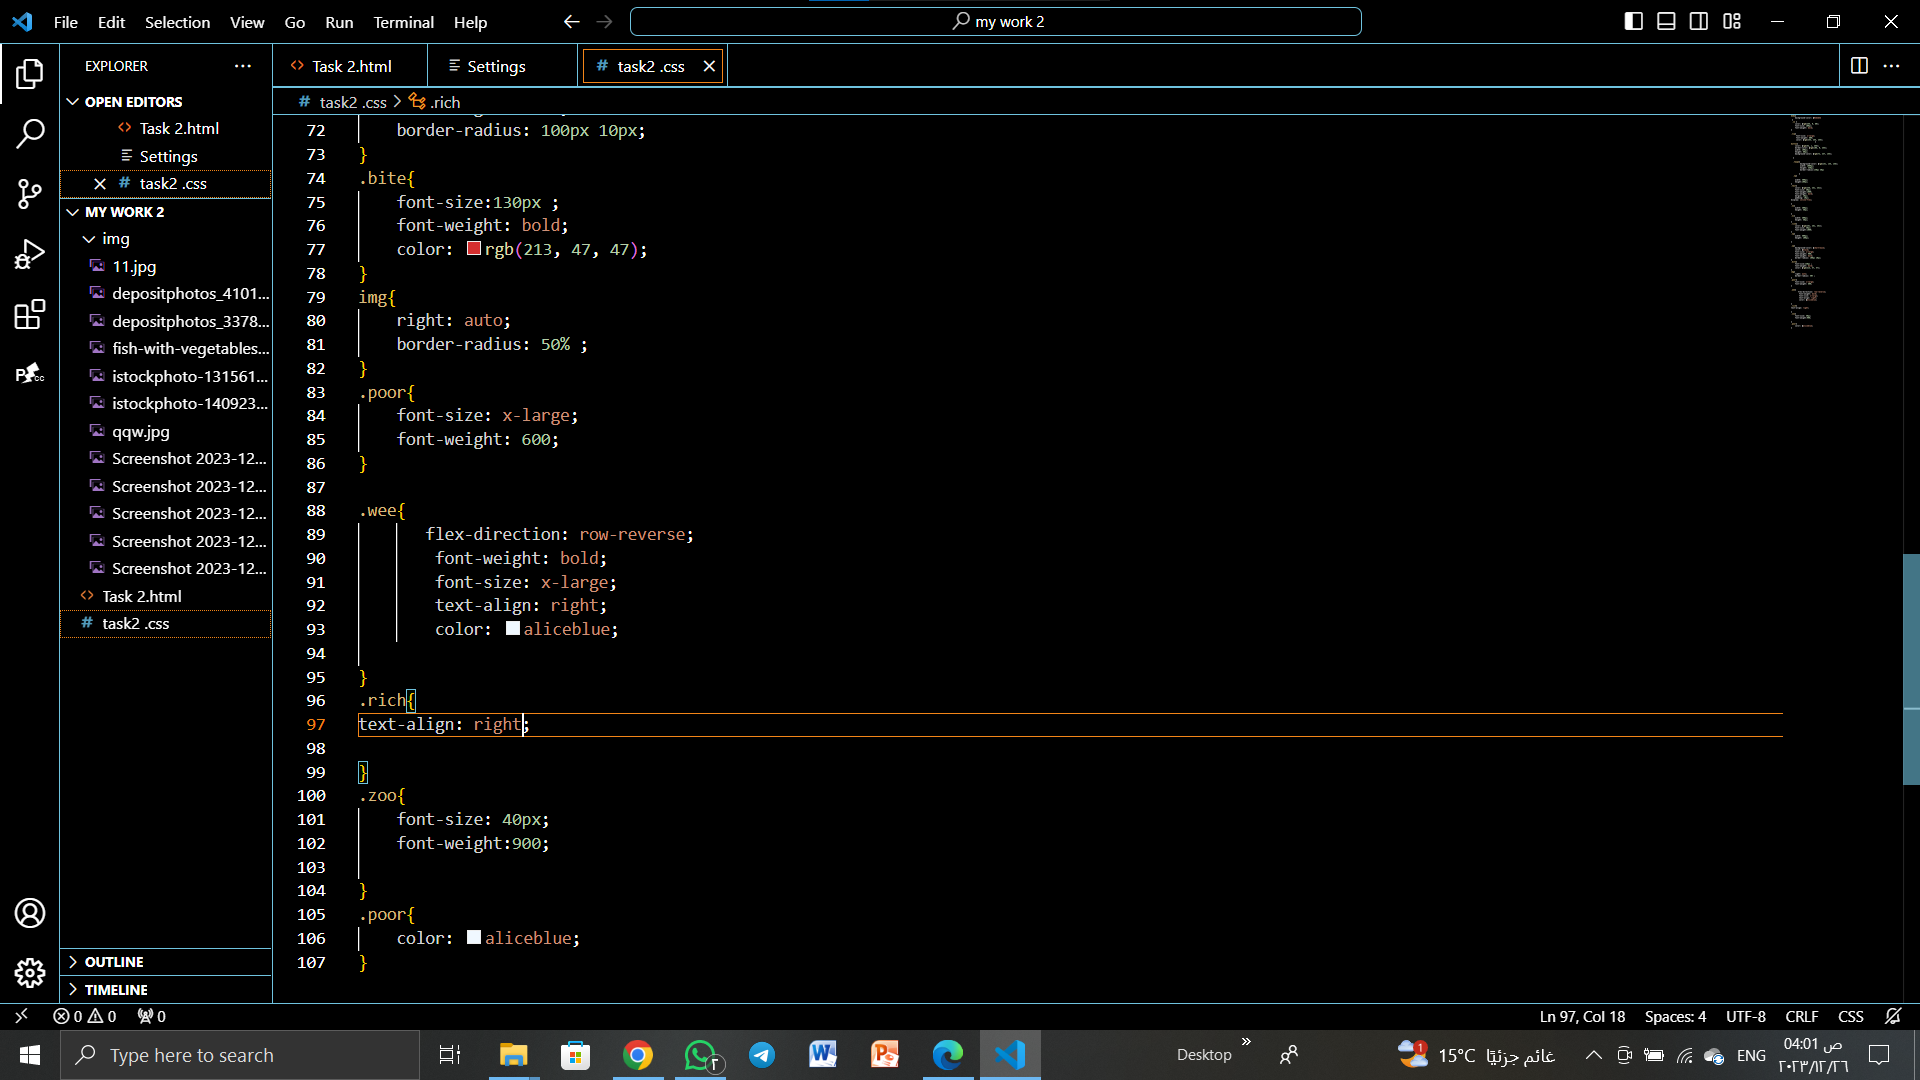 File Edit Selection View Go Run Terminal Help
my work 2
EXPLORER
Task 2.html
Settings
# task2 .css
OPEN EDITORS
Task 2.html
Settings
# task2 .css
MY WORK 2
img
11.jpg
depositphotos_4101...
depositphotos_3378...
fish-with-vegetables...
istockphoto-131561...
istockphoto-140923...
qqw.jpg
Screenshot 2023-12...
Screenshot 2023-12...
Screenshot 2023-12...
Screenshot 2023-12...
Screenshot 2023-12...
<> Task 2.html
# task2 .css
OUTLINE
TIMELINE
# task2 .css > .rich
72 border-radius: 100px 10px;
73 }
74 .bite{
75 font-size:130px ;
76 font-weight: bold;
77 color: rgb(213, 47, 47);
78 }
79 img{
80 right: auto;
81 border-radius: 50% ;
82 }
83 .poor{
84 font-size: x-large;
85 font-weight: 600;
86 }
87
88 .wee{
89 flex-direction: row-reverse;
90 font-weight: bold;
91 font-size: x-large;
92 text-align: right;
93 color: aliceblue;
94
95 }
96 .rich{
97 text-align: right;
98
99 }
100 .zoo{
101 font-size: 40px;
102 font-weight:900;
103
104 }
105 .poor{
106 color: aliceblue;
107 }
0 0 0
Ln 97, Col 18 Spaces: 4 UTF-8 CRLF CSS
Type here to search
Desktop
15°C غائم جزئيًا
ENG
04:01 ص
٢٠٢٣/١٢/٢٦